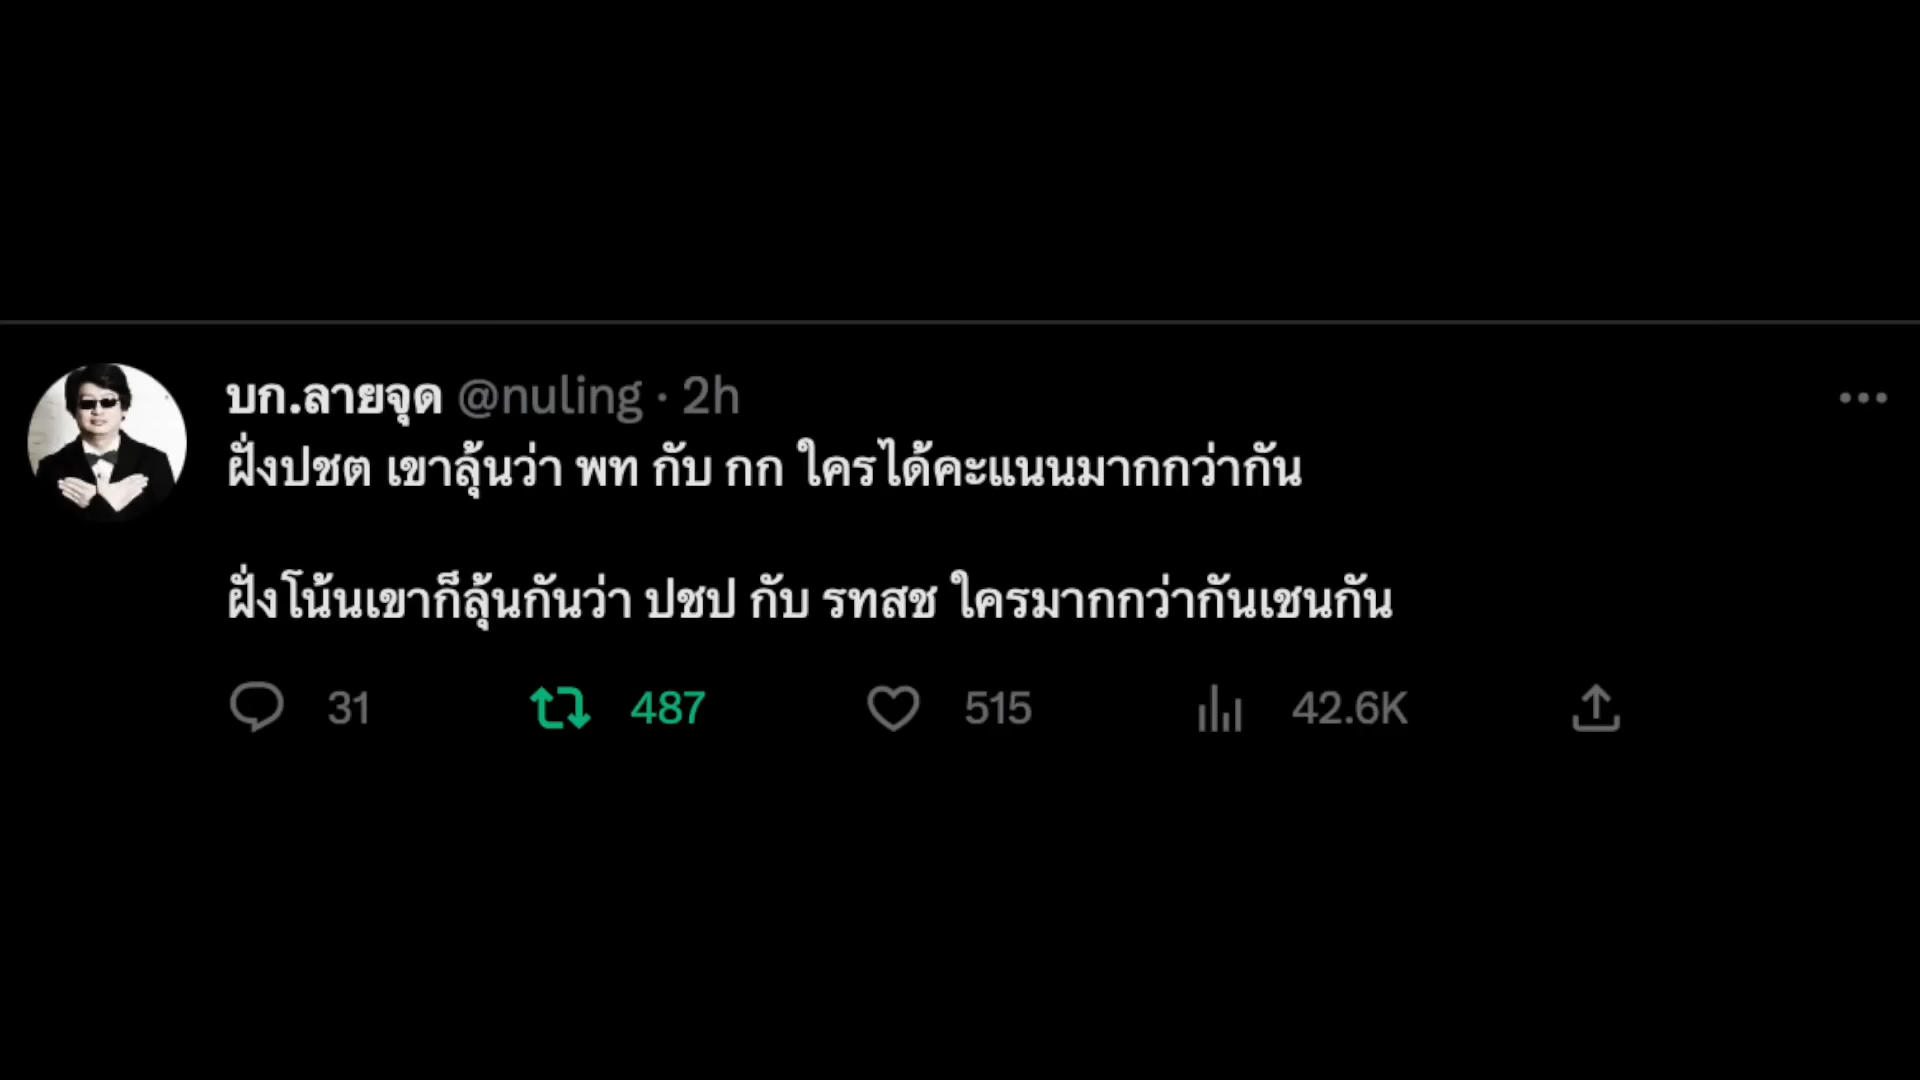 บก.ลายจุด @nuling · 2h
ฝั่งปชต เขาลุ้นว่า พท กับ กก ใครได้คะแนนมากกว่ากัน
ฝั่งโน้นเขาก็ลุ้นกันว่า ปชป กับ รทสช ใครมากกว่ากันเชนกัน
31 487 515 42.6K